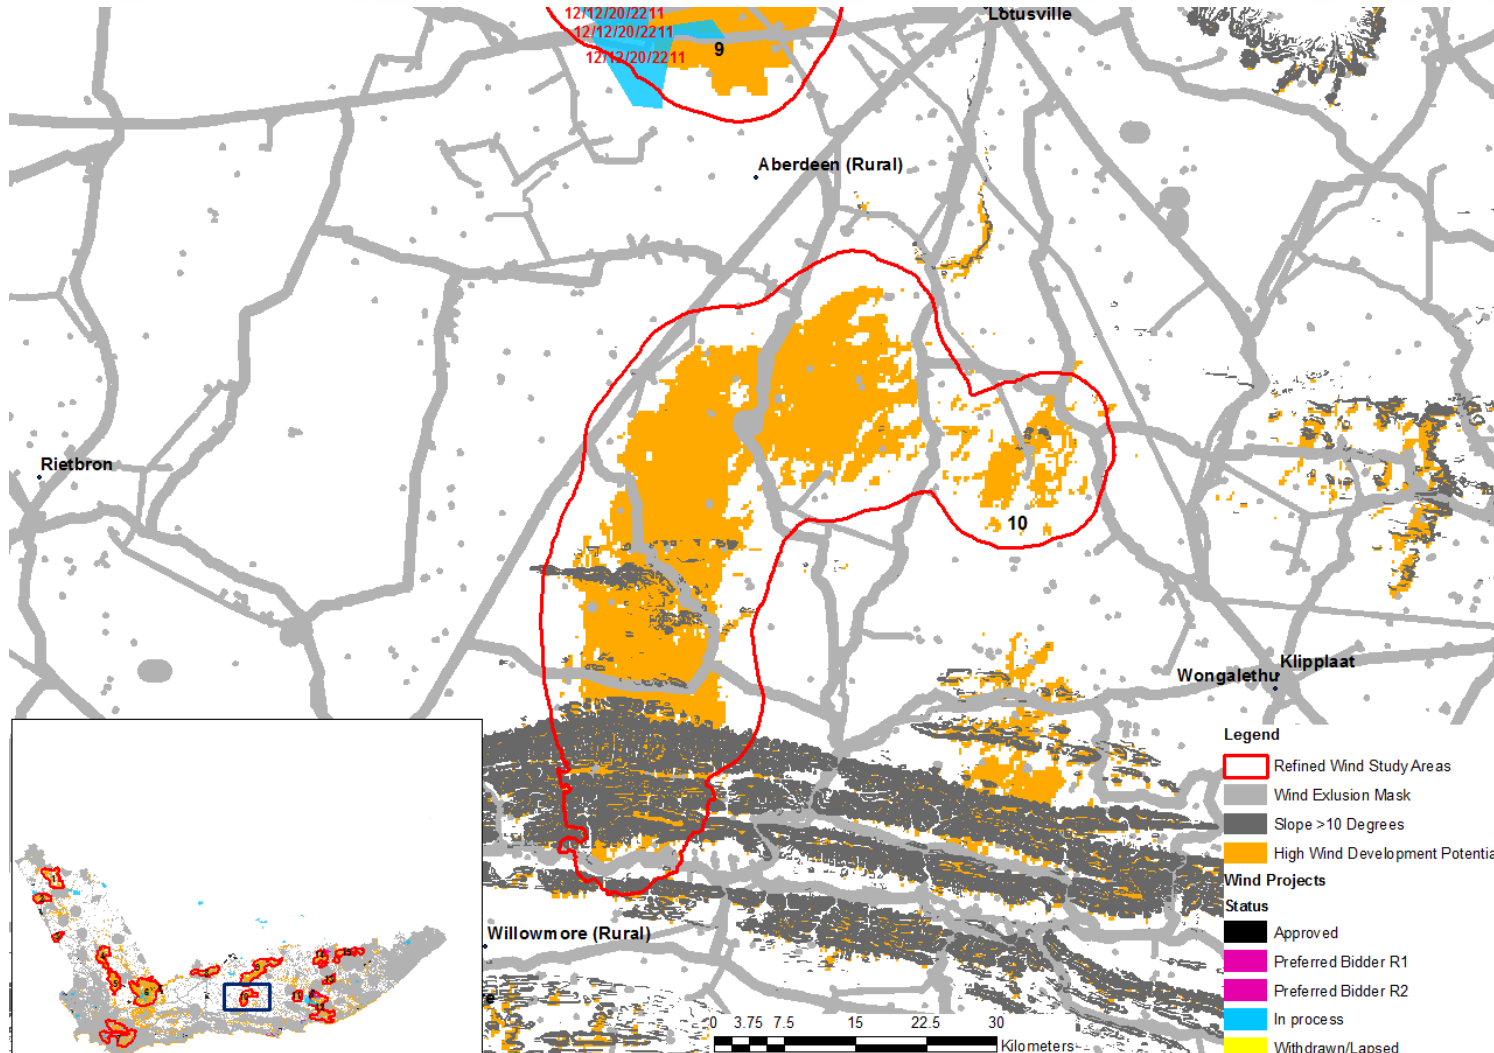 12/12/20/2211
12/12/20/2211
12/12/20/2211
9
Lotusville
Aberdeen (Rural)
Rietbron
10
Wongalethu
Klipplaat
Willowmore (Rural)
Legend
Refined Wind Study Areas
Wind Exlusion Mask
Slope >10 Degrees
High Wind Development Potentia
Wind Projects
Status
Approved
Preferred Bidder R1
Preferred Bidder R2
In process
Withdrawn/Lapsed
0 3.75 7.5 15 22.5 30
Kilometers